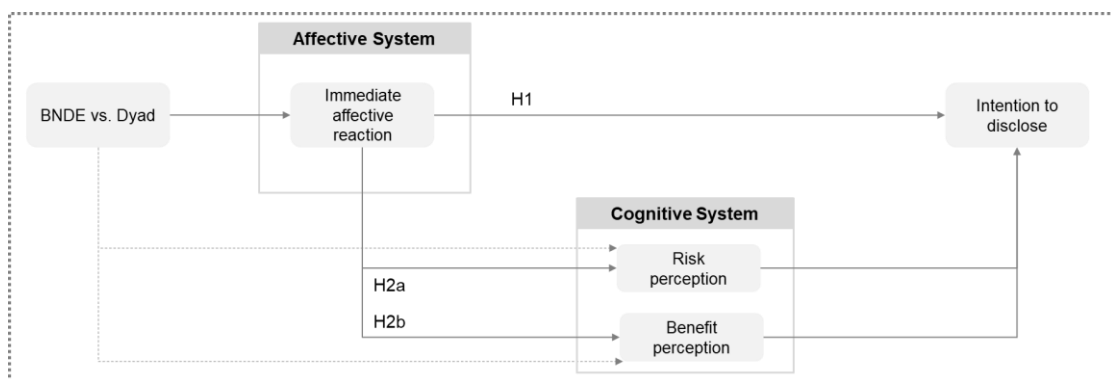 Affective System
BNDE vs. Dyad
Immediate
affective
reaction
H1
Intention to
disclose
Cognitive System
Risk
perception
H2a
H2b
Benefit
perception